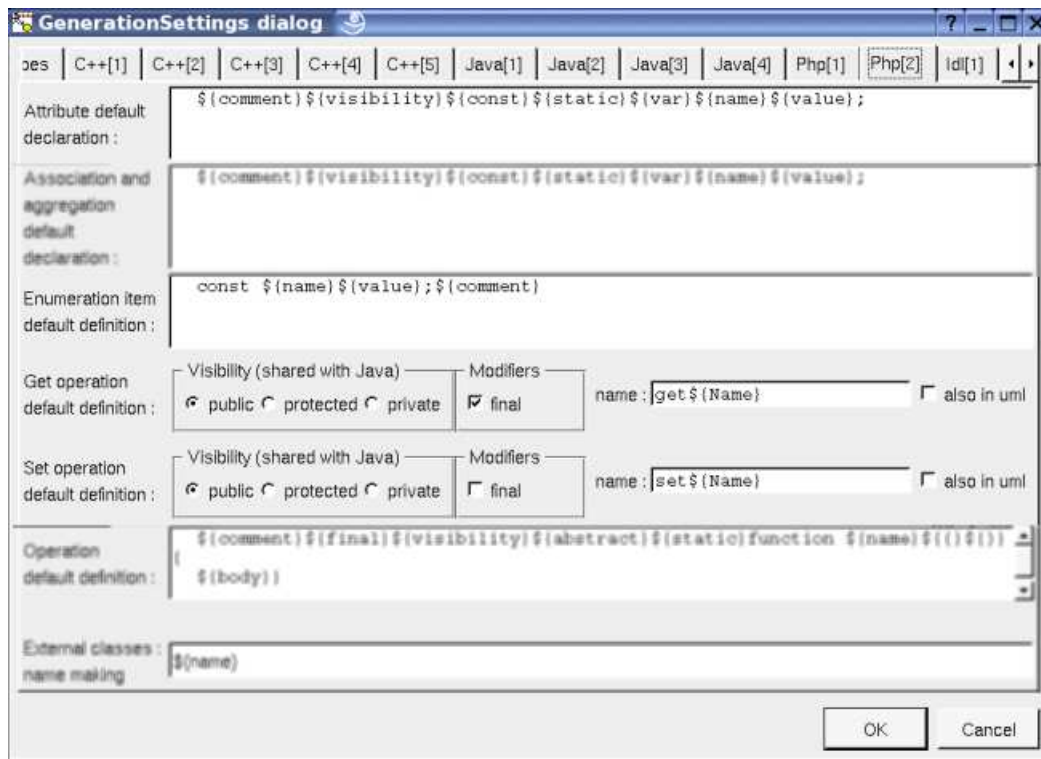 GenerationSettings dialog
pes C++[1] C++[2] C++[3] C++[4] C++[5] Java[1] Java[2] Java[3] Java[4] Php[1] Php[2] Idl[1]
Attribute default
declaration :
${comment}${visibility}${const}${static}${var}${name}${value};
Association and
aggregation
default
declaration :
${comment}${visibility}${const}${static}${var}${name}${value};
Enumeration item
default definition :
const ${name}${value};${comment}
Get operation
default definition :
Visibility (shared with Java) Modifiers
public protected private final name : get${Name} also in uml
Set operation
default definition :
Visibility (shared with Java) Modifiers
public protected private final name : set${Name} also in uml
Operation
default definition :
${comment}${final}${visibility}${abstract}${static}function ${name}${(}${)}
{
${body}}
External classes :
name making
${name}
OK Cancel